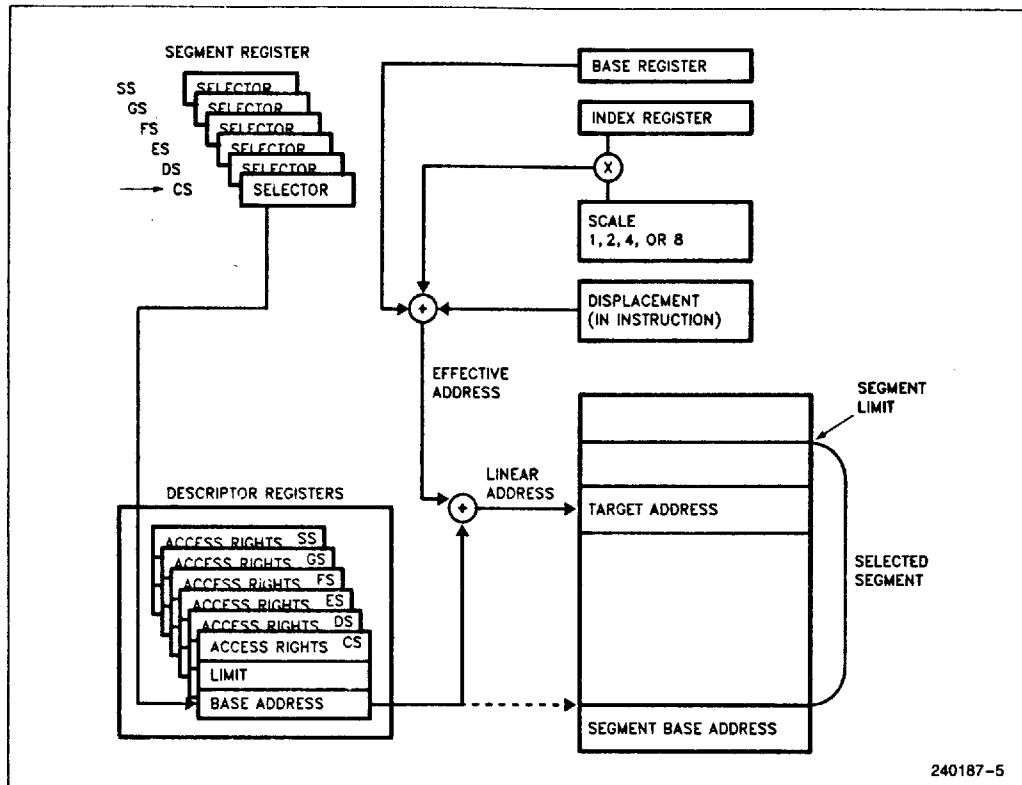 SEGMENT REGISTER
SS
GS
FS
ES
DS
CS
SELECTOR
SELECTOR
SELECTOR
SELECTOR
SELECTOR
SELECTOR
BASE REGISTER
INDEX REGISTER
X
SCALE
1, 2, 4, OR 8
DISPLACEMENT
(IN INSTRUCTION)
+
EFFECTIVE
ADDRESS
SEGMENT
LIMIT
LINEAR
ADDRESS
+
TARGET ADDRESS
SELECTED
SEGMENT
SEGMENT BASE ADDRESS
DESCRIPTOR REGISTERS
ACCESS RIGHTS SS
ACCESS RIGHTS GS
ACCESS RIGHTS FS
ACCESS RIGHTS ES
ACCESS RIGHTS DS
ACCESS RIGHTS CS
LIMIT
BASE ADDRESS
240187-5